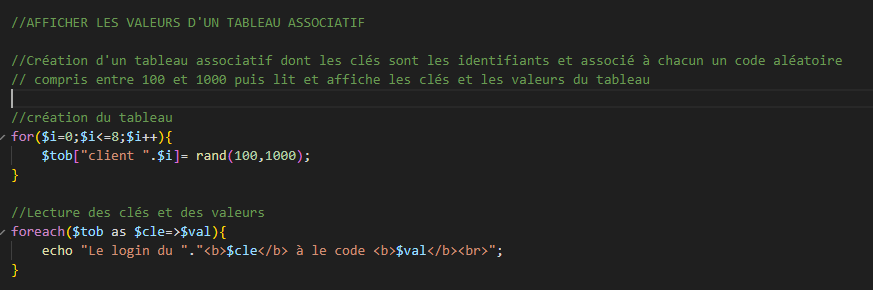 //AFFICHER LES VALEURS D'UN TABLEAU ASSOCIATIF
//Création d'un tableau associatif dont les clés sont les identifiants et associé à chacun un code aléatoire
// compris entre 100 et 1000 puis lit et affiche les clés et les valeurs du tableau
//création du tableau
for($i=0;$i<=8;$i++){
    $tob["client ".$i]= rand(100,1000);
}
//Lecture des clés et des valeurs
foreach($tob as $cle=>$val){
    echo "Le login du "."<b>$cle</b> à le code <b>$val</b><br>";
}